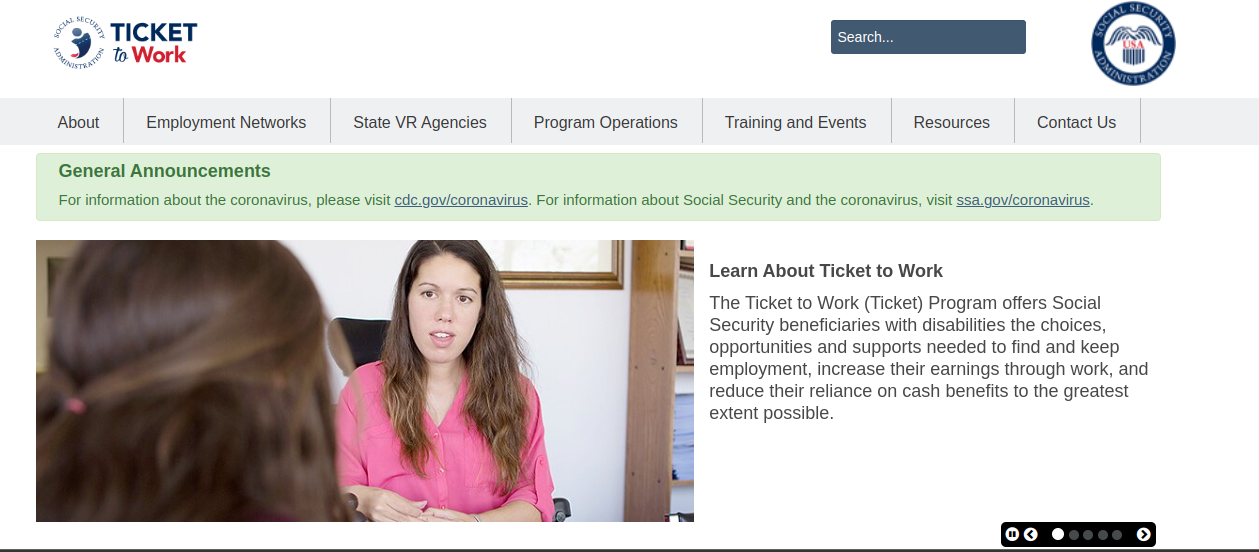 SOCIAL SECURITY ADMINISTRATION
TICKET
to Work
Search...
SOCIAL SECURITY ADMINISTRATION
USA
About
Employment Networks
State VR Agencies
Program Operations
Training and Events
Resources
Contact Us
General Announcements
For information about the coronavirus, please visit cdc.gov/coronavirus. For information about Social Security and the coronavirus, visit ssa.gov/coronavirus.
Learn About Ticket to Work
The Ticket to Work (Ticket) Program offers Social
Security beneficiaries with disabilities the choices,
opportunities and supports needed to find and keep
employment, increase their earnings through work, and
reduce their reliance on cash benefits to the greatest
extent possible.